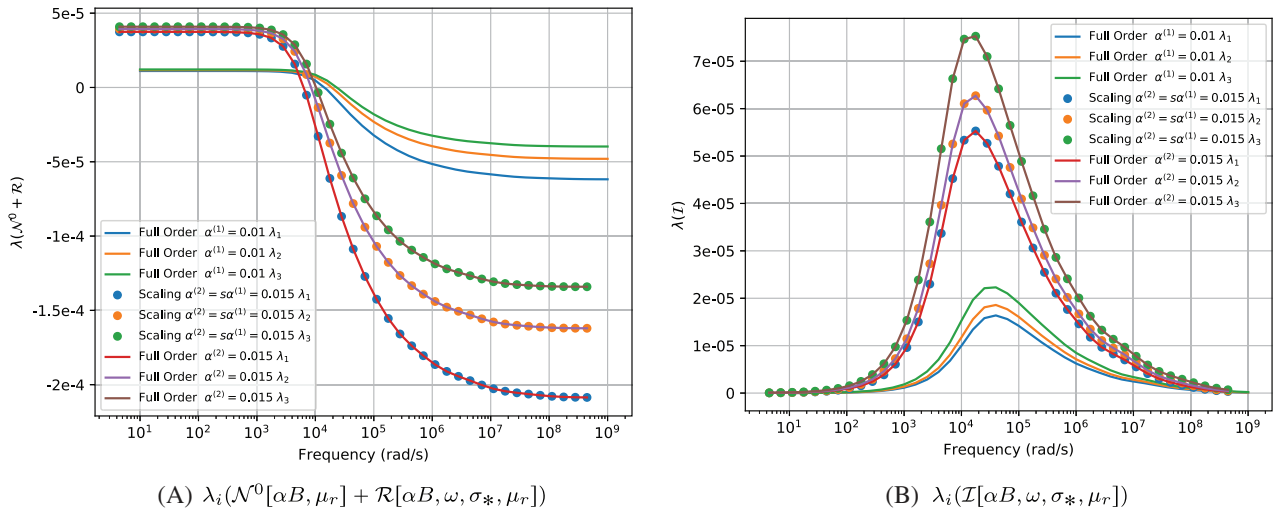 5e-5
0
-5e-5
-1e-4
-1.5e-4
-2e-4
λ(𝒩⁰ + ℛ)
Full Order α⁽¹⁾ = 0.01 λ₁
Full Order α⁽¹⁾ = 0.01 λ₂
Full Order α⁽¹⁾ = 0.01 λ₃
Scaling α⁽²⁾ = sα⁽¹⁾ = 0.015 λ₁
Scaling α⁽²⁾ = sα⁽¹⁾ = 0.015 λ₂
Scaling α⁽²⁾ = sα⁽¹⁾ = 0.015 λ₃
Full Order α⁽²⁾ = 0.015 λ₁
Full Order α⁽²⁾ = 0.015 λ₂
Full Order α⁽²⁾ = 0.015 λ₃
10¹ 10² 10³ 10⁴ 10⁵ 10⁶ 10⁷ 10⁸ 10⁹
Frequency (rad/s)
(A) λᵢ(𝒩⁰[αB, μᵣ] + ℛ[αB, ω, σ∗, μᵣ])
7e-05
6e-05
5e-05
4e-05
3e-05
2e-05
1e-05
0
λ(ℐ)
Full Order α⁽¹⁾ = 0.01 λ₁
Full Order α⁽¹⁾ = 0.01 λ₂
Full Order α⁽¹⁾ = 0.01 λ₃
Scaling α⁽²⁾ = sα⁽¹⁾ = 0.015 λ₁
Scaling α⁽²⁾ = sα⁽¹⁾ = 0.015 λ₂
Scaling α⁽²⁾ = sα⁽¹⁾ = 0.015 λ₃
Full Order α⁽²⁾ = 0.015 λ₁
Full Order α⁽²⁾ = 0.015 λ₂
Full Order α⁽²⁾ = 0.015 λ₃
10¹ 10² 10³ 10⁴ 10⁵ 10⁶ 10⁷ 10⁸ 10⁹
Frequency (rad/s)
(B) λᵢ(ℐ[αB, ω, σ∗, μᵣ])